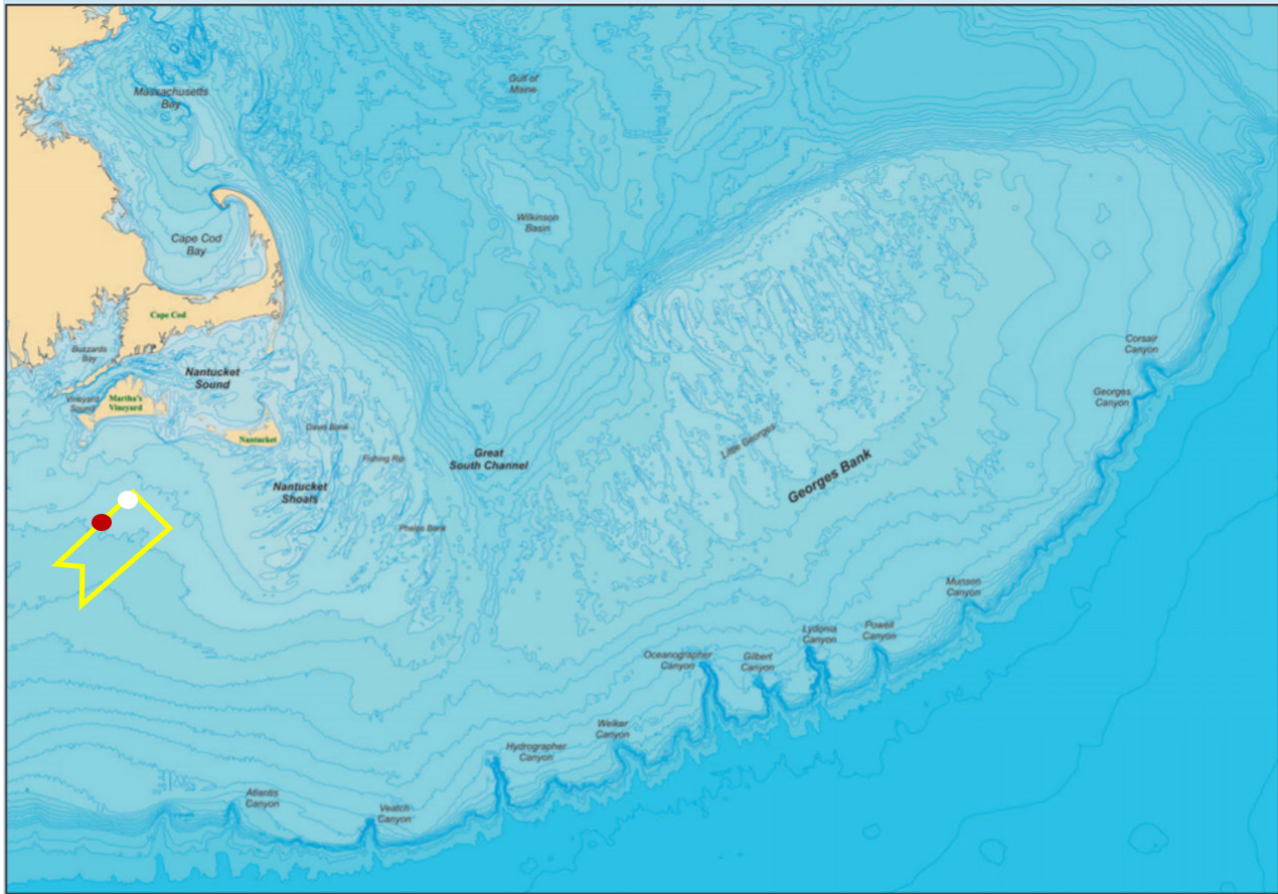 Gulf of
Maine
Massachusetts
Bay
Wilkinson
Basin
Cape Cod
Bay
Cape Cod
Buzzards
Bay
Nantucket
Sound
Vineyard
Sound
Martha's
Vineyard
Nantucket
Davis Bank
Fishing Rip
Great
South Channel
Nantucket
Shoals
Phelps Bank
Little Georges
Georges Bank
Corsair
Canyon
Georges
Canyon
Munson
Canyon
Powell
Canyon
Lydonia
Canyon
Gilbert
Canyon
Oceanographer
Canyon
Welker
Canyon
Hydrographer
Canyon
Veatch
Canyon
Atlantis
Canyon